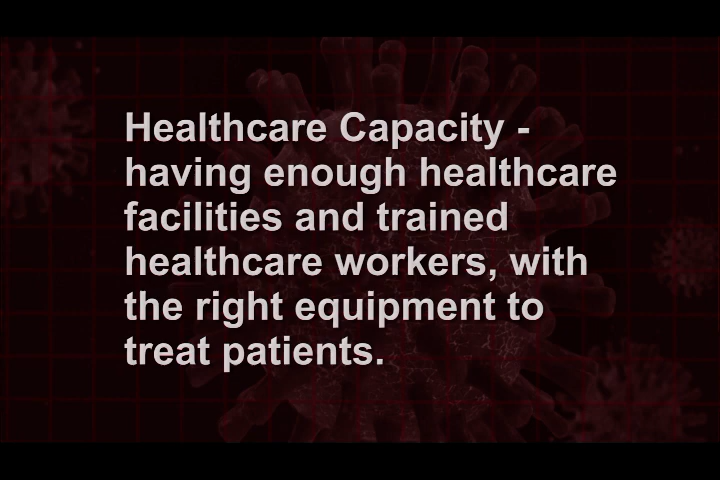 Healthcare Capacity -
having enough healthcare
facilities and trained
healthcare workers, with
the right equipment to
treat patients.